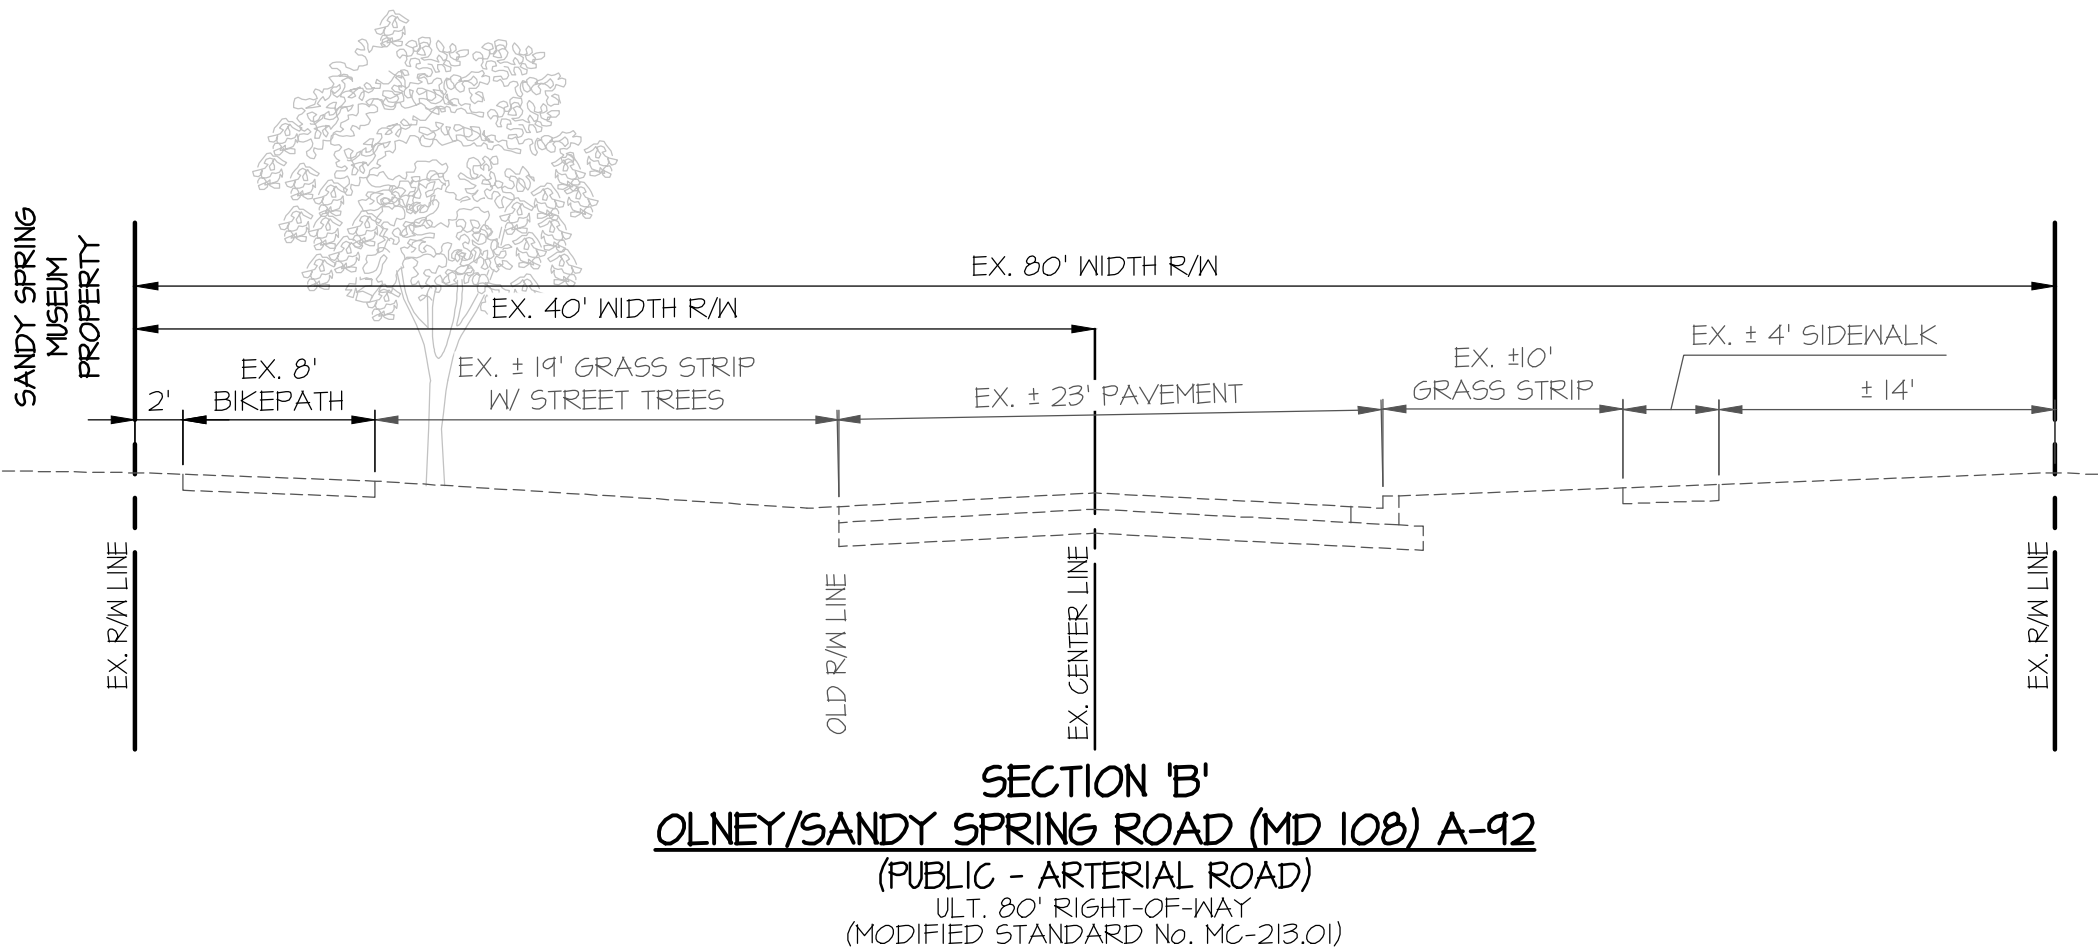 SANDY SPRING
MUSEUM
PROPERTY
EX. 80' WIDTH R/W
EX. 40' WIDTH R/W
2'
EX. 8'
BIKEPATH
EX. ± 19' GRASS STRIP
W/ STREET TREES
EX. ± 23' PAVEMENT
EX. ±10'
GRASS STRIP
EX. ± 4' SIDEWALK
± 14'
EX. R/W LINE
OLD R/W LINE
EX. CENTER LINE
EX. R/W LINE
SECTION 'B'
OLNEY/SANDY SPRING ROAD (MD 108) A-92
(PUBLIC - ARTERIAL ROAD)
ULT. 80' RIGHT-OF-WAY
(MODIFIED STANDARD No. MC-213.01)